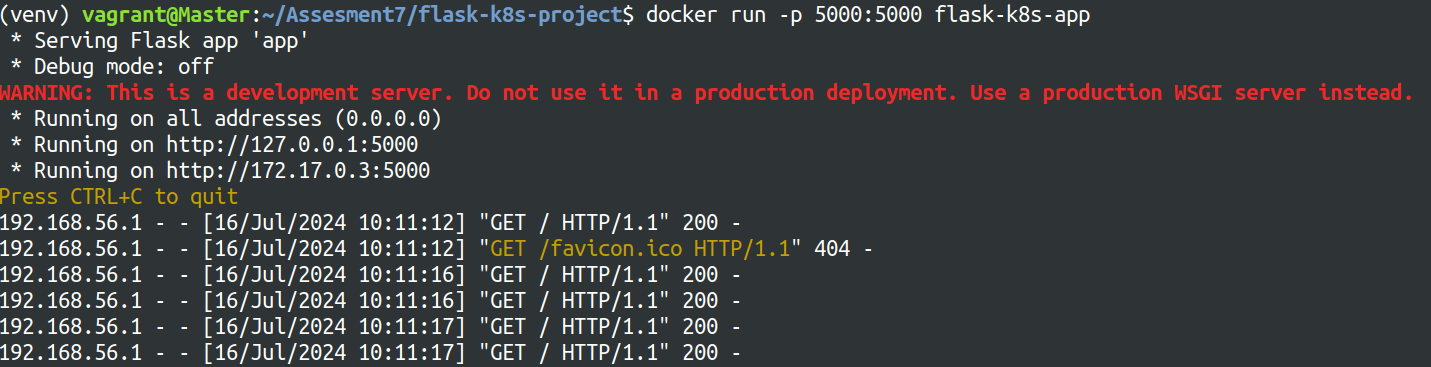 (venv) vagrant@Master:~/Assesment7/flask-k8s-project$ docker run -p 5000:5000 flask-k8s-app
 * Serving Flask app 'app'
 * Debug mode: off
WARNING: This is a development server. Do not use it in a production deployment. Use a production WSGI server instead.
 * Running on all addresses (0.0.0.0)
 * Running on http://127.0.0.1:5000
 * Running on http://172.17.0.3:5000
Press CTRL+C to quit
192.168.56.1 - - [16/Jul/2024 10:11:12] "GET / HTTP/1.1" 200 -
192.168.56.1 - - [16/Jul/2024 10:11:12] "GET /favicon.ico HTTP/1.1" 404 -
192.168.56.1 - - [16/Jul/2024 10:11:16] "GET / HTTP/1.1" 200 -
192.168.56.1 - - [16/Jul/2024 10:11:16] "GET / HTTP/1.1" 200 -
192.168.56.1 - - [16/Jul/2024 10:11:17] "GET / HTTP/1.1" 200 -
192.168.56.1 - - [16/Jul/2024 10:11:17] "GET / HTTP/1.1" 200 -